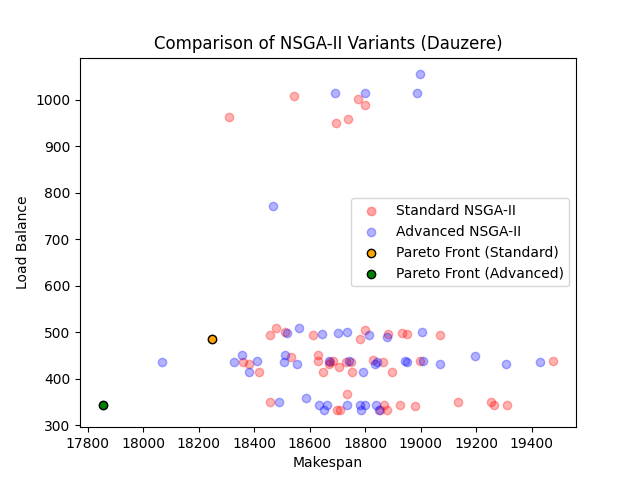 Comparison of NSGA-II Variants (Dauzere)
Load Balance
1000
900
800
700
600
500
400
300
Standard NSGA-II
Advanced NSGA-II
Pareto Front (Standard)
Pareto Front (Advanced)
17800 18000 18200 18400 18600 18800 19000 19200 19400
Makespan